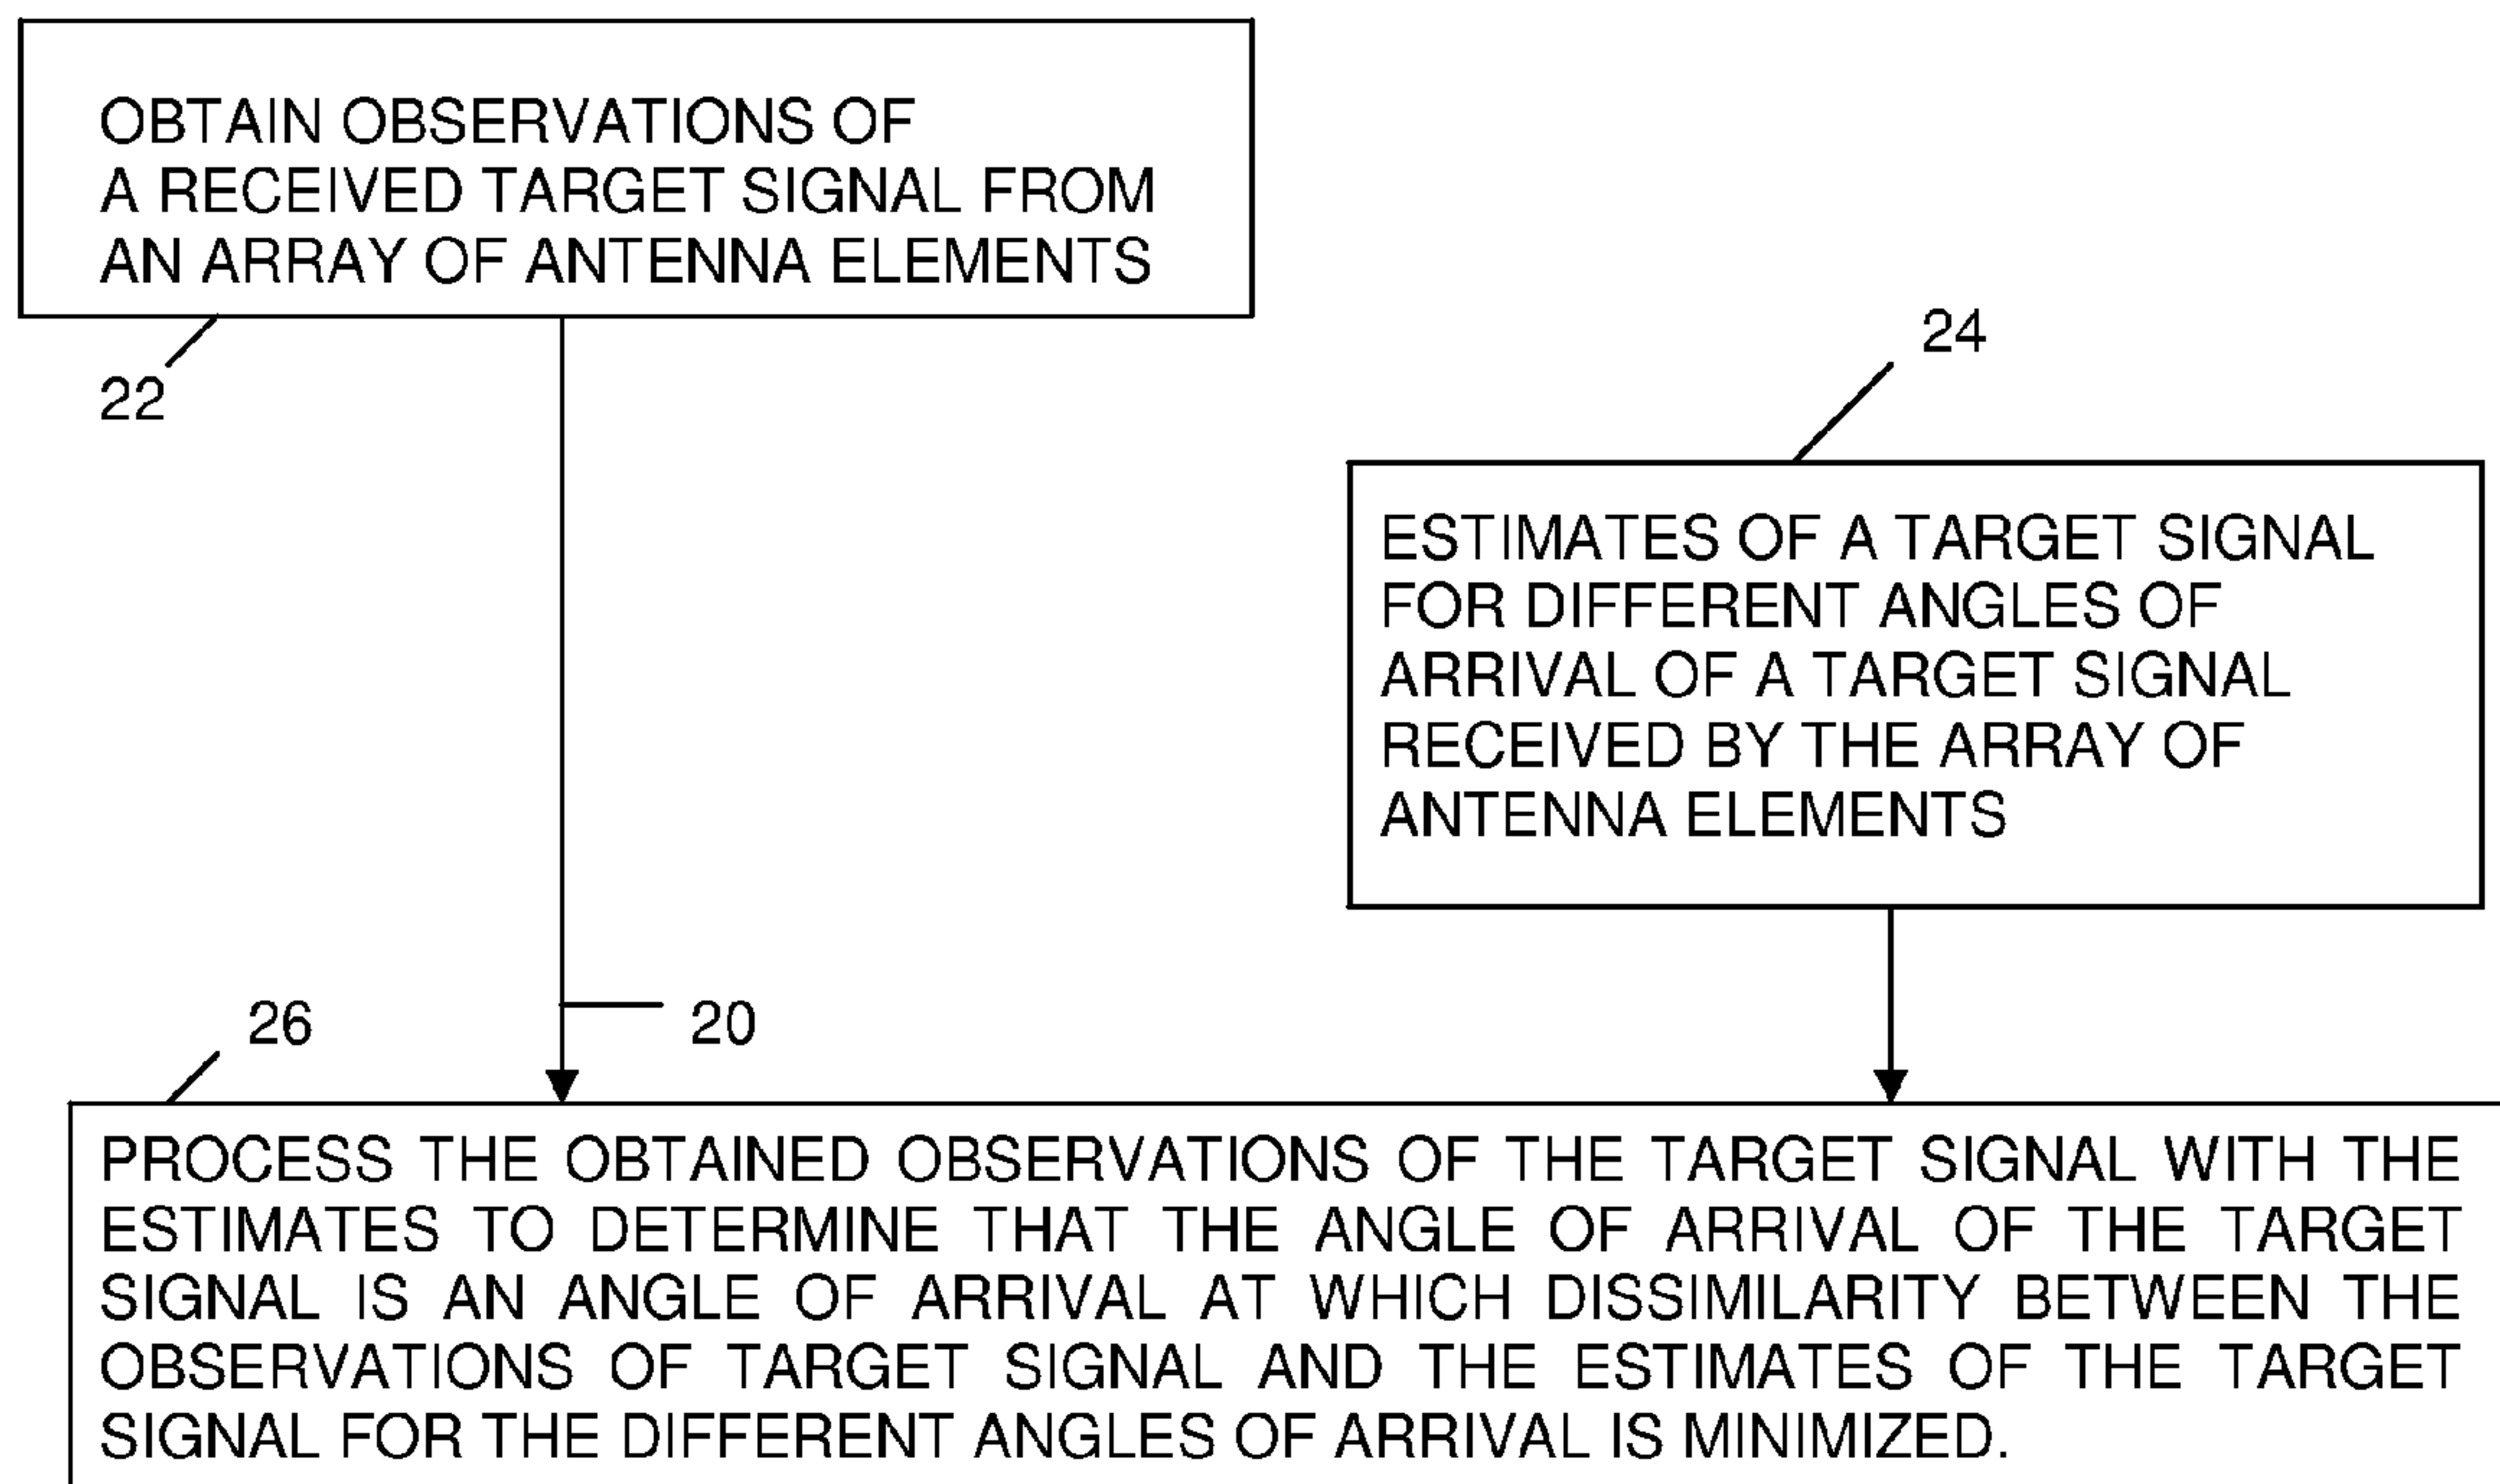 OBTAIN OBSERVATIONS OF
A RECEIVED TARGET SIGNAL FROM
AN ARRAY OF ANTENNA ELEMENTS
22
24
ESTIMATES OF A TARGET SIGNAL
FOR DIFFERENT ANGLES OF
ARRIVAL OF A TARGET SIGNAL
RECEIVED BY THE ARRAY OF
ANTENNA ELEMENTS
26
20
PROCESS THE OBTAINED OBSERVATIONS OF THE TARGET SIGNAL WITH THE
ESTIMATES TO DETERMINE THAT THE ANGLE OF ARRIVAL OF THE TARGET
SIGNAL IS AN ANGLE OF ARRIVAL AT WHICH DISSIMILARITY BETWEEN THE
OBSERVATIONS OF TARGET SIGNAL AND THE ESTIMATES OF THE TARGET
SIGNAL FOR THE DIFFERENT ANGLES OF ARRIVAL IS MINIMIZED.